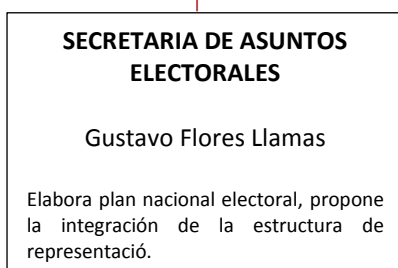 SECRETARIA DE ASUNTOS
ELECTORALES
Gustavo Flores Llamas
Elabora plan nacional electoral, propone
la integración de la estructura de
representació.